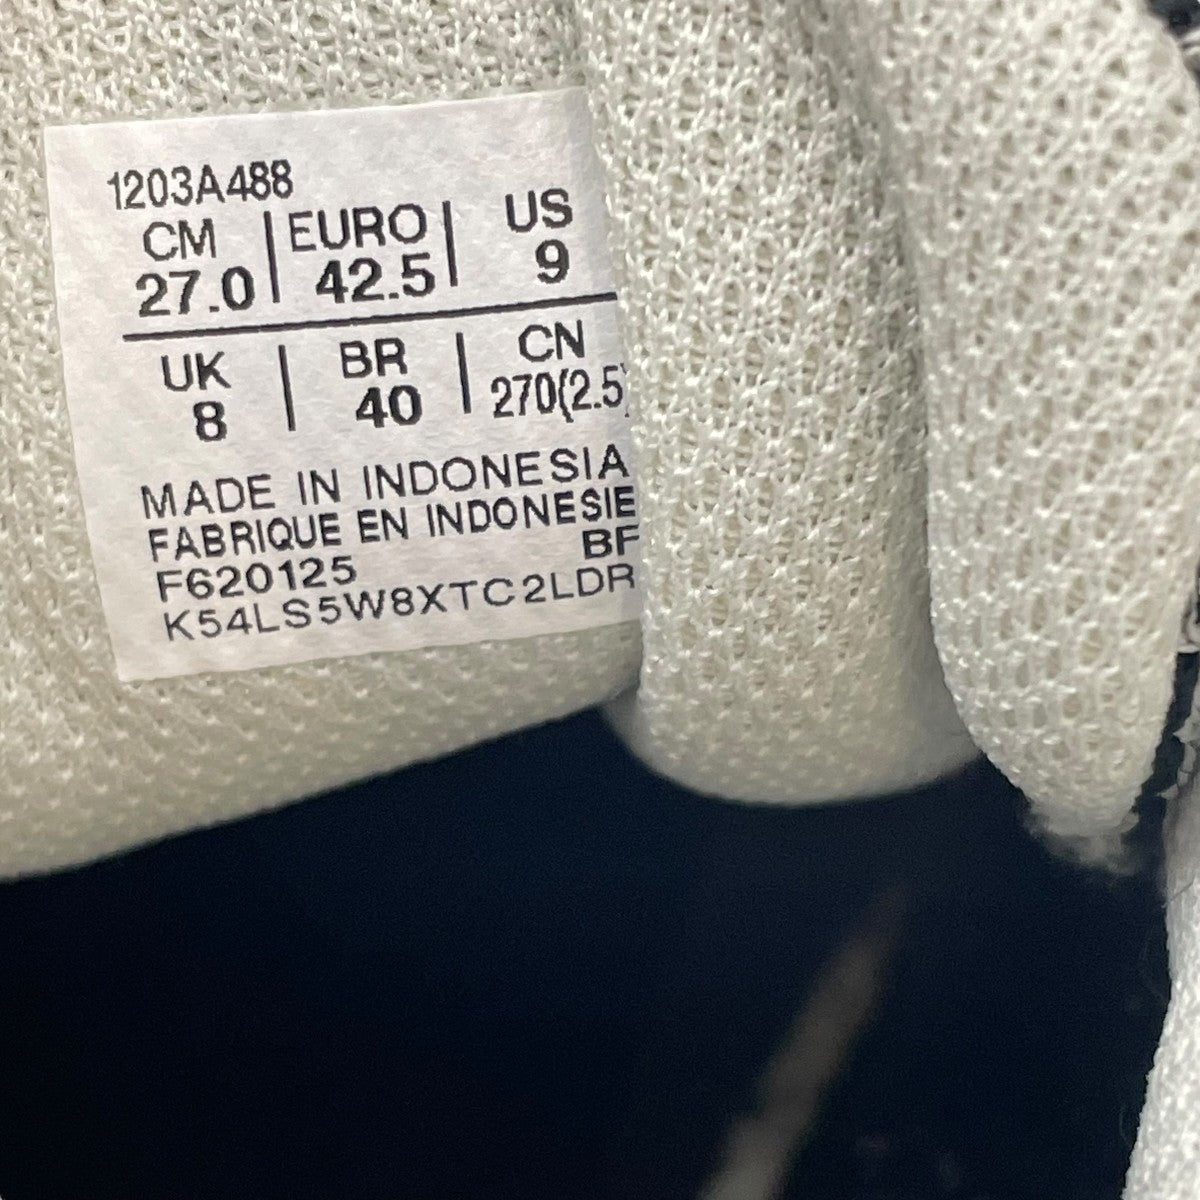 1203A488
CM | EURO | US
27.0 | 42.5 | 9
UK | BR | CN
8 | 40 | 270(2.5)
MADE IN INDONESIA
FABRIQUE EN INDONESIE
BF
F620125
K54LS5W8XTC2LDR